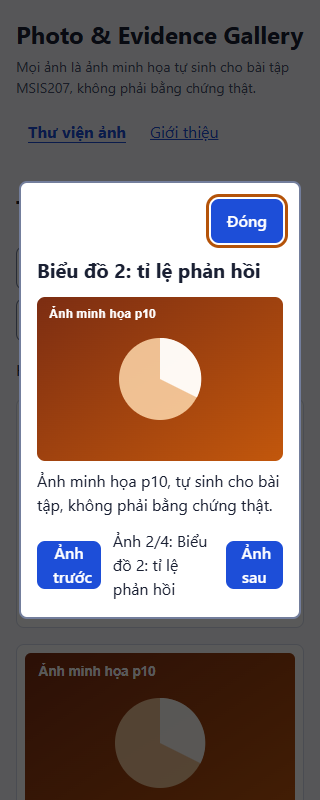 Photo & Evidence Gallery
Mọi ảnh là ảnh minh họa tự sinh cho bài tập
MSIS207, không phải bằng chứng thật.
Thư viện ảnh
Giới thiệu
Đóng
Biểu đồ 2: tỉ lệ phản hồi
Ảnh minh họa p10
Ảnh minh họa p10, tự sinh cho bài
tập, không phải bằng chứng thật.
Ảnh
trước
Ảnh 2/4: Biểu
đồ 2: tỉ lệ
phản hồi
Ảnh
sau
Ảnh minh họa p10